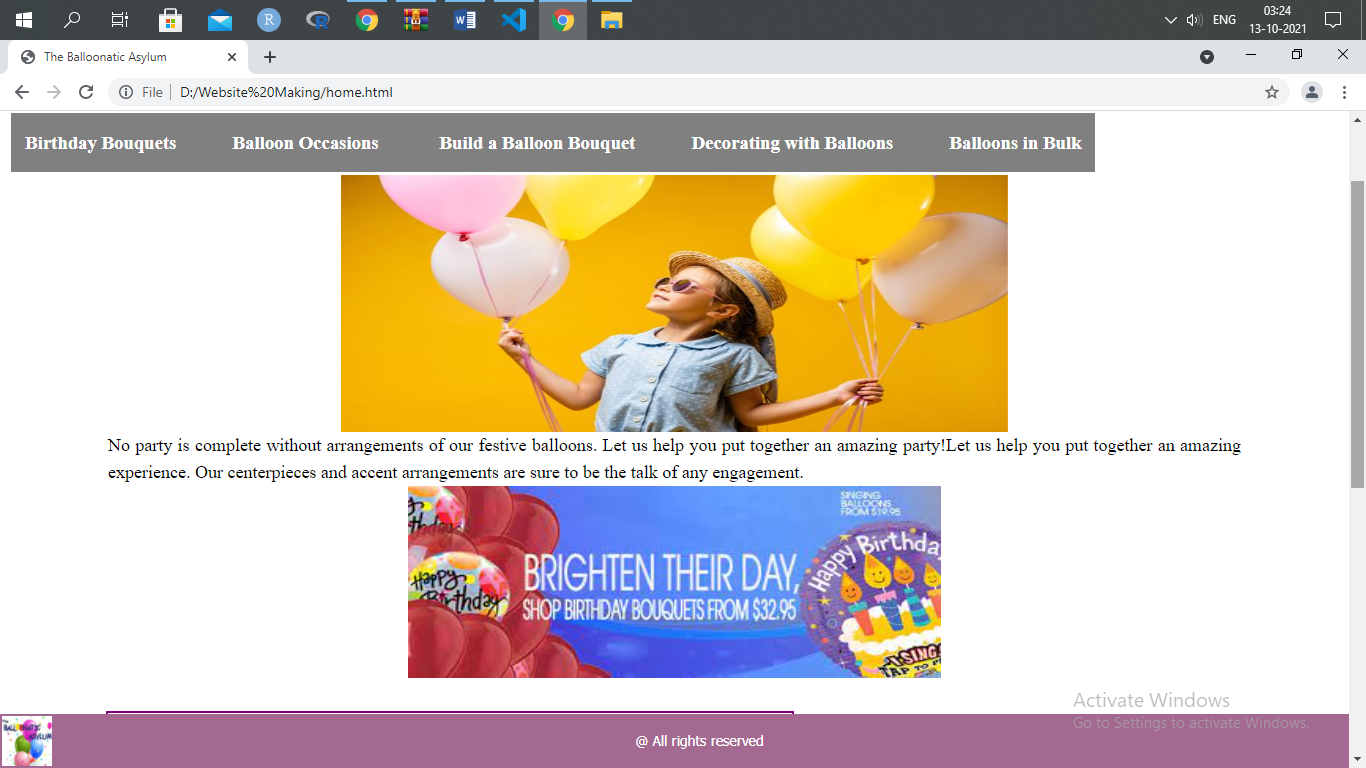 ENG
03:24
13-10-2021
The Balloonatic Asylum
File
D:/Website%20Making/home.html
Birthday Bouquets Balloon Occasions Build a Balloon Bouquet Decorating with Balloons Balloons in Bulk
No party is complete without arrangements of our festive balloons. Let us help you put together an amazing party!Let us help you put together an amazing
experience. Our centerpieces and accent arrangements are sure to be the talk of any engagement.
SINGING
BALLOONS
FROM $19.95
Happy
Birthday
BRIGHTEN THEIR DAY,
SHOP BIRTHDAY BOUQUETS FROM $32.95
Happy Birthda
Activate Windows
Go to Settings to activate Windows.
@ All rights reserved